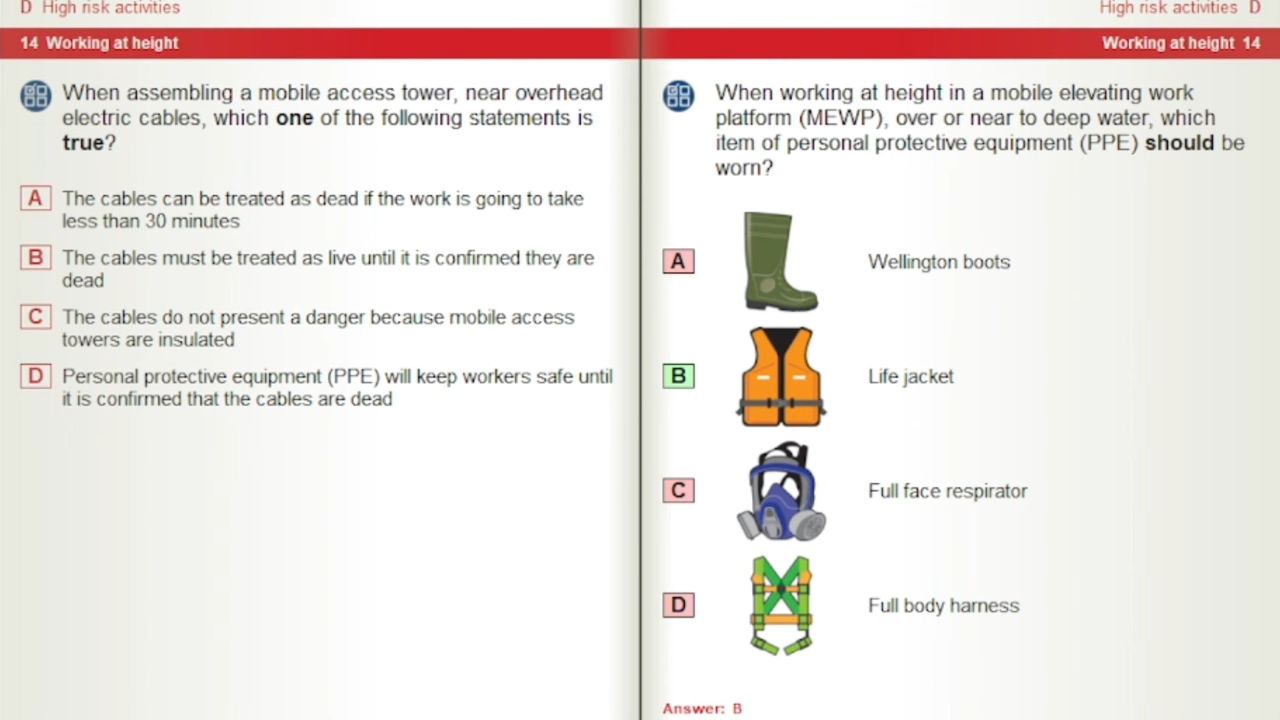 D High risk activities
14 Working at height
When assembling a mobile access tower, near overhead
electric cables, which one of the following statements is
true?
A The cables can be treated as dead if the work is going to take
less than 30 minutes
B The cables must be treated as live until it is confirmed they are
dead
C The cables do not present a danger because mobile access
towers are insulated
D Personal protective equipment (PPE) will keep workers safe until
it is confirmed that the cables are dead
High risk activities D
Working at height 14
When working at height in a mobile elevating work
platform (MEWP), over or near to deep water, which
item of personal protective equipment (PPE) should be
worn?
A Wellington boots
B Life jacket
C Full face respirator
D Full body harness
Answer: B